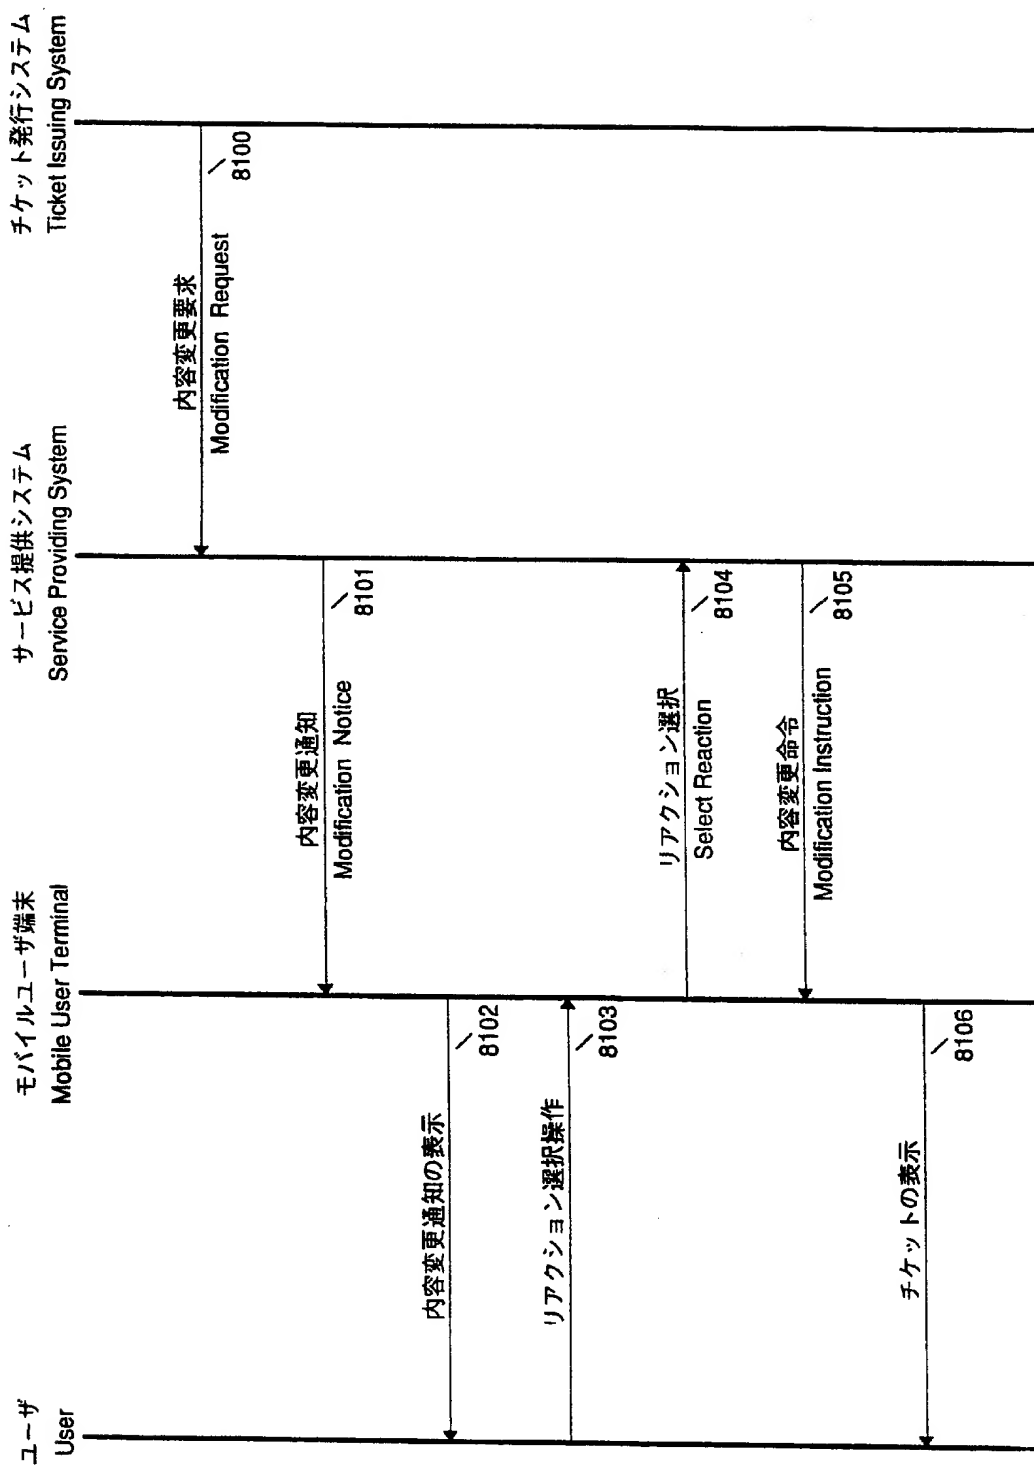 ユーザ
User
モバイルユーザ端末
Mobile User Terminal
サービス提供システム
Service Providing System
チケット発行システム
Ticket Issuing System
内容変更要求
Modification Request
8100
内容変更通知
Modification Notice
8101
内容変更通知の表示
8102
リアクション選択操作
8103
リアクション選択
Select Reaction
8104
内容変更命令
Modification Instruction
8105
チケットの表示
8106